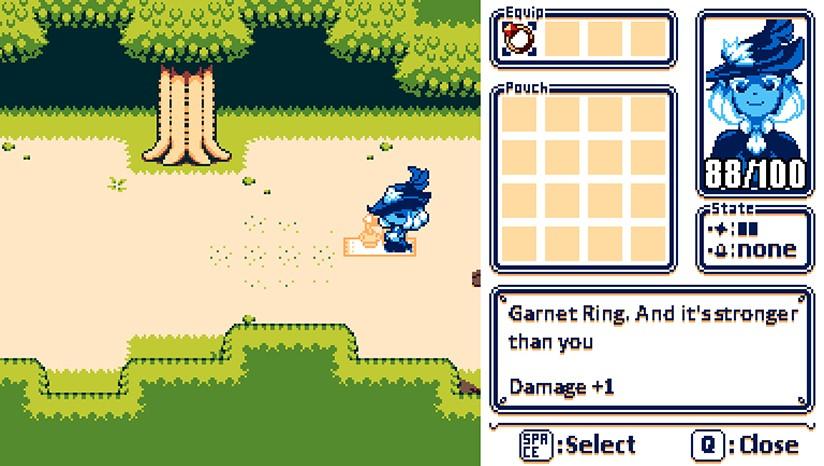 Equip
Pouch
88/100
State
none
Garnet Ring. And it's stronger
than you
Damage +1
SPA
CE :Select
Q :Close